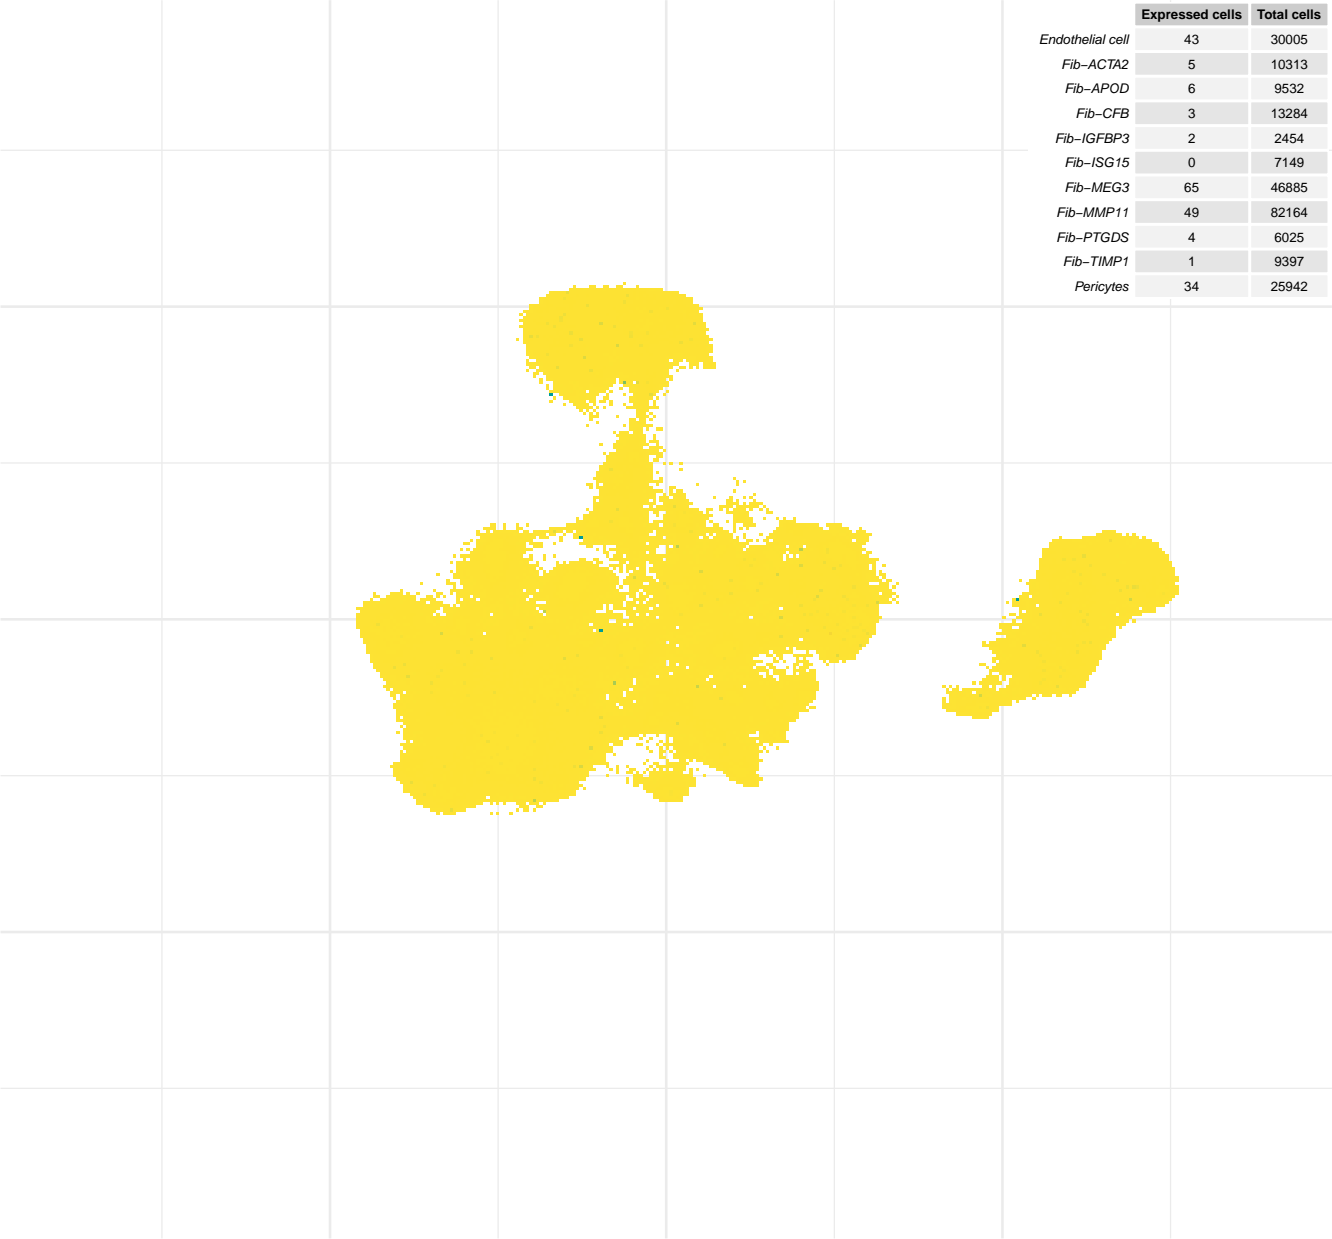 Expressed cells Total cells
Endothelial cell 43 30005
Fib−ACTA2 5 10313
Fib−APOD 6 9532
Fib−CFB 3 13284
Fib−IGFBP3 2 2454
Fib−ISG15 0 7149
Fib−MEG3 65 46885
Fib−MMP11 49 82164
Fib−PTGDS 4 6025
Fib−TIMP1 1 9397
Pericytes 34 25942